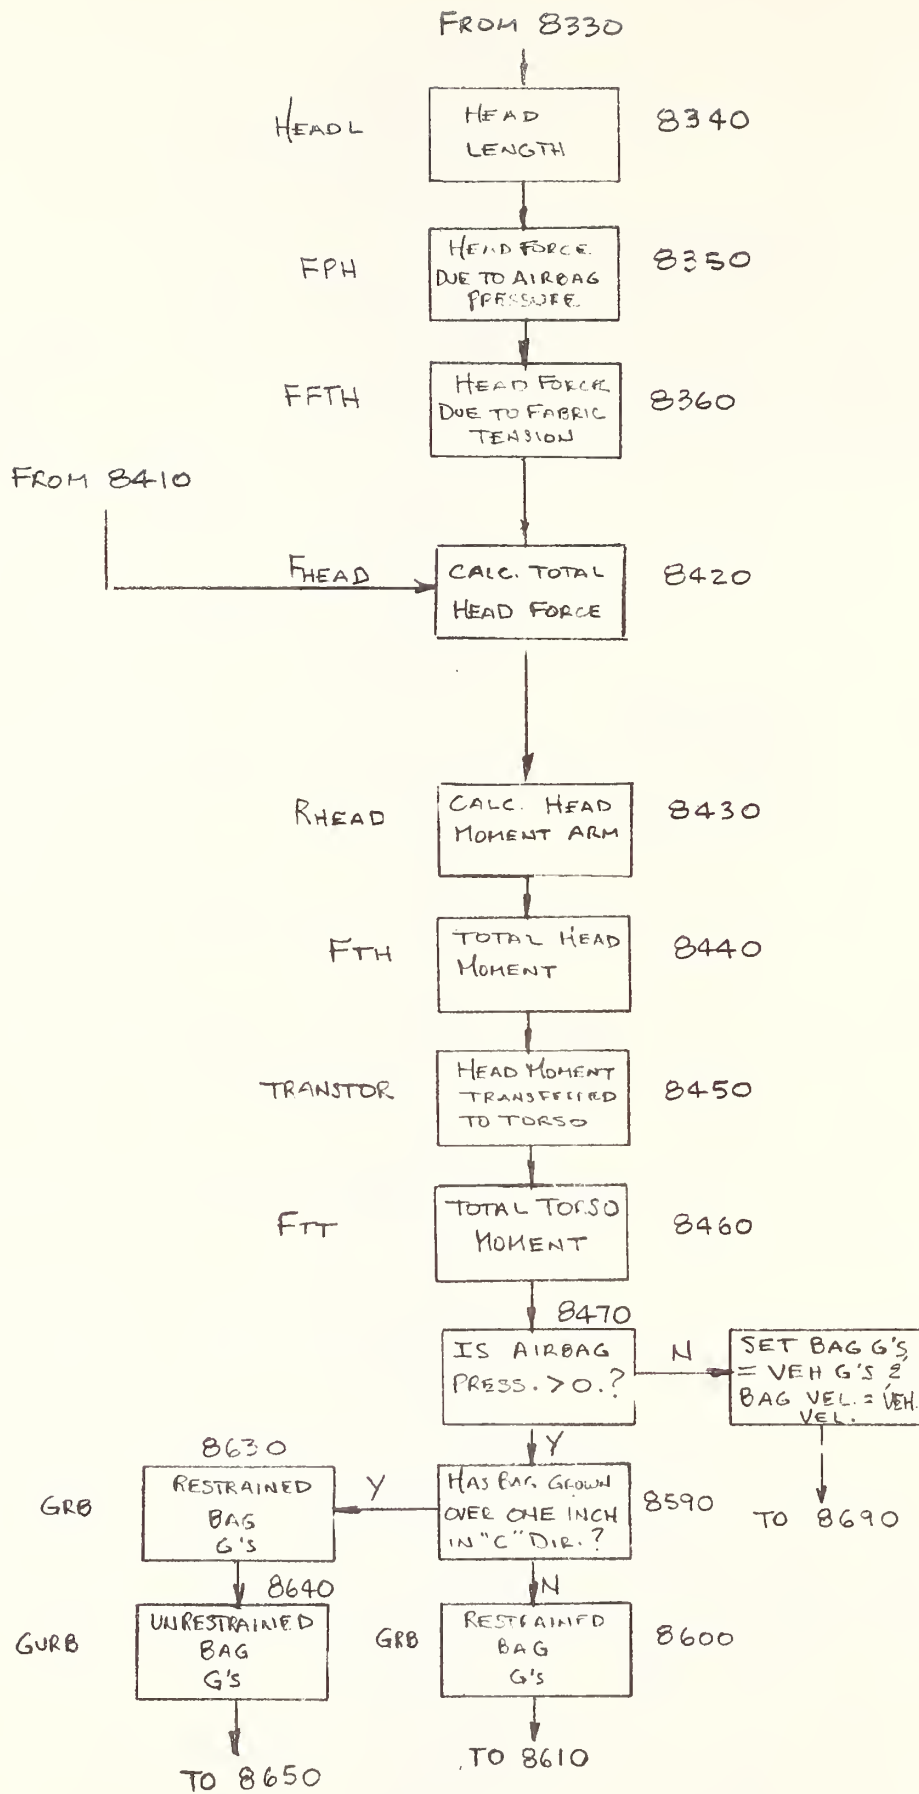 FROM 8330
HEADL
HEAD
LENGTH
8340
FPH
HEAD FORCE
DUE TO AIRBAG
PRESSURE
8350
FFTH
HEAD FORCE
DUE TO FABRIC
TENSION
8360
FROM 8410
FHEAD
CALC. TOTAL
HEAD FORCE
8420
RHEAD
CALC. HEAD
MOMENT ARM
8430
FTH
TOTAL HEAD
MOMENT
8440
TRANSTOR
HEAD MOMENT
TRANSFERRED
TO TORSO
8450
FTT
TOTAL TORSO
MOMENT
8460
8470
IS AIRBAG
PRESS. > 0.?
N
SET BAG G'S
= VEH G'S &
BAG VEL. = VEH.
VEL.
TO 8690
Y
HAS BAG GROWN
OVER ONE INCH
IN "C" DIR.?
8590
Y
8630
GRB
RESTRAINED
BAG
G'S
8640
GURB
UNRESTRAINED
BAG
G'S
TO 8650
N
GRB
RESTRAINED
BAG
G'S
8600
TO 8610